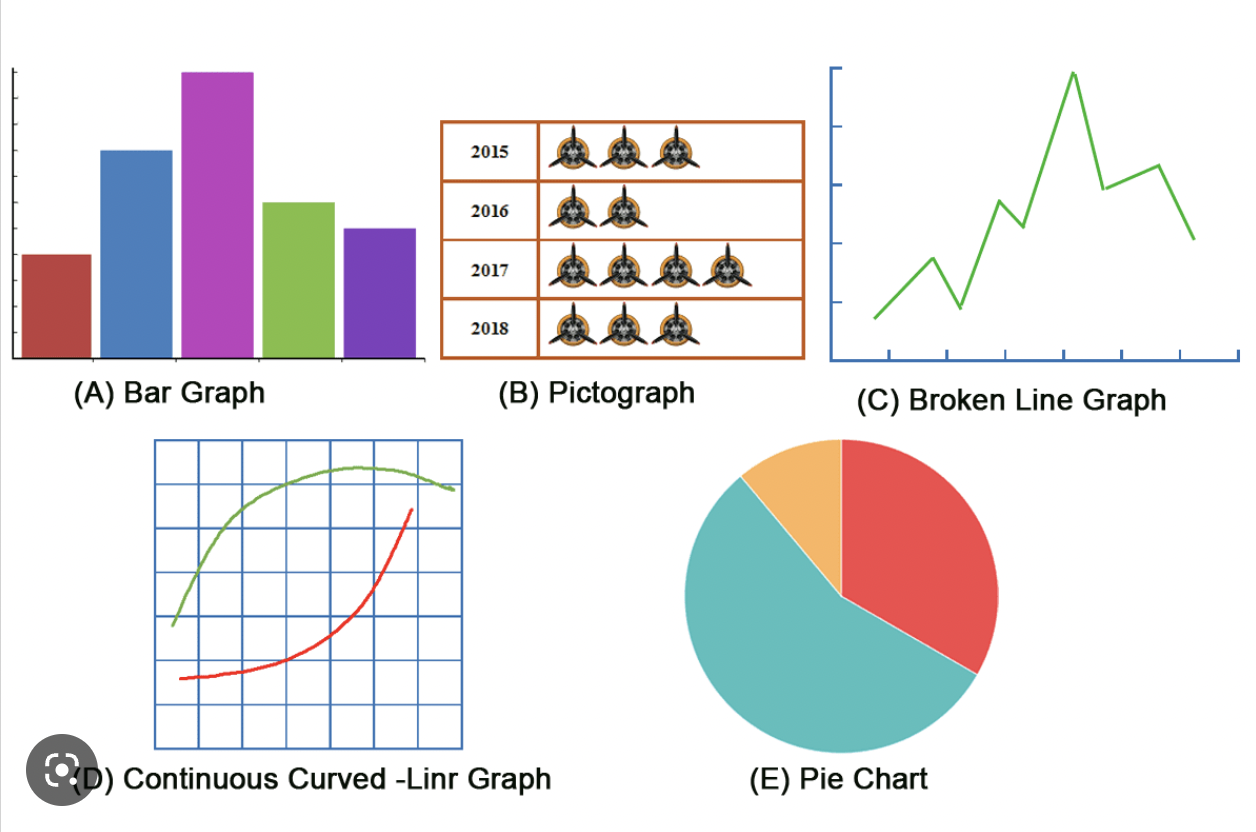 2015
2016
2017
2018
(A) Bar Graph
(B) Pictograph
(C) Broken Line Graph
(D) Continuous Curved -Linr Graph
(E) Pie Chart